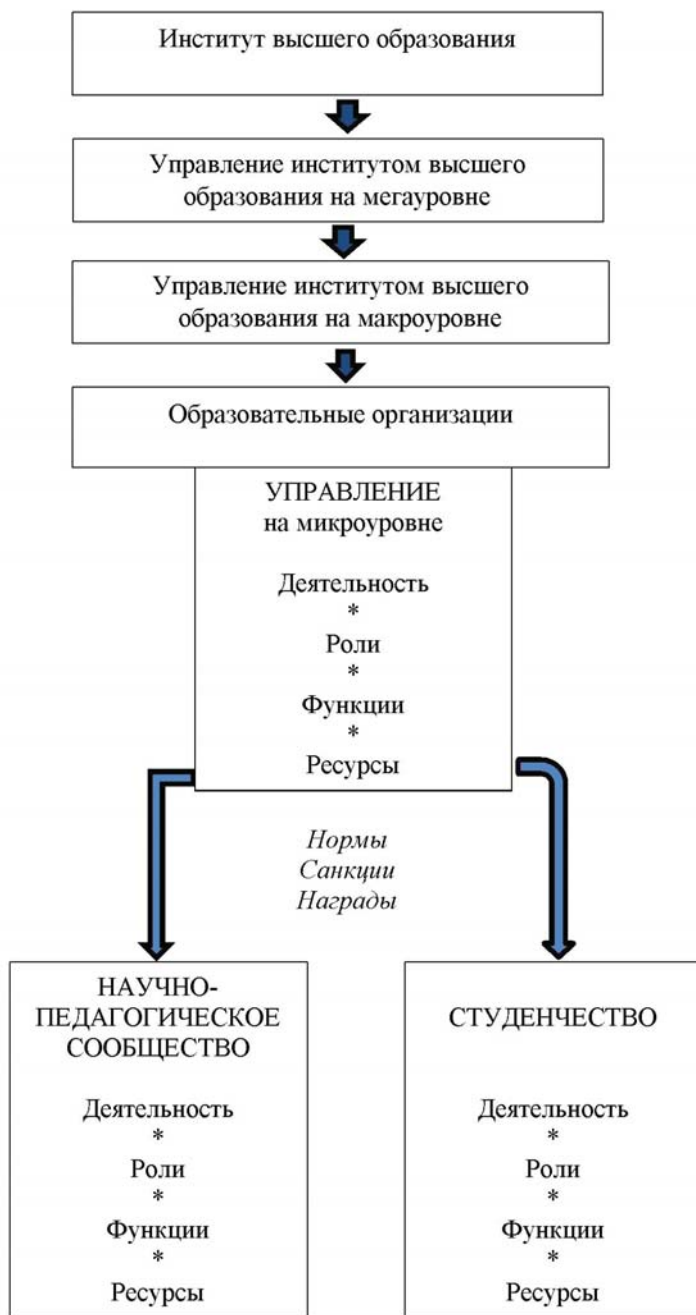 Институт высшего образования
Управление институтом высшего
образования на мегауровне
Управление институтом высшего
образования на макроуровне
Образовательные организации
УПРАВЛЕНИЕ
на микроуровне
Деятельность
*
Роли
*
Функции
*
Ресурсы
Нормы
Санкции
Награды
НАУЧНО-
ПЕДАГОГИЧЕСКОЕ
СООБЩЕСТВО
Деятельность
*
Роли
*
Функции
*
Ресурсы
СТУДЕНЧЕСТВО
Деятельность
*
Роли
*
Функции
*
Ресурсы